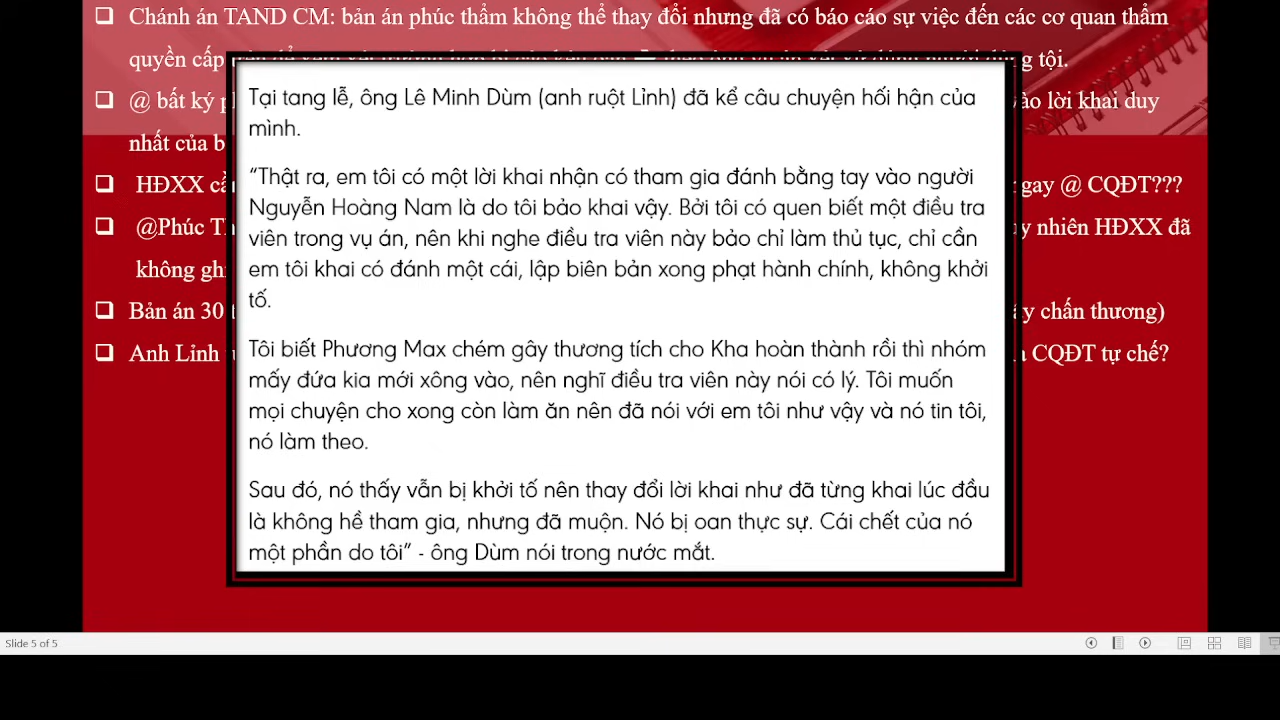 Chánh án TAND CM: bản án phúc thẩm không thể thay đổi nhưng đã có báo cáo sự việc đến các cơ quan thẩm
quyền cấp tội.
@ bất ký lời khai duy
nhất của
HĐXX ngay @ CQĐT???
@Phúc nhiên HĐXX đã
không
Bản án 30 chấn thương)
Anh Lình CQĐT tự chế?
Tại tang lễ, ông Lê Minh Dùm (anh ruột Lình) đã kể câu chuyện hối hận của
mình.
“Thật ra, em tôi có một lời khai nhận có tham gia đánh bằng tay vào người
Nguyễn Hoàng Nam là do tôi bảo khai vậy. Bởi tôi có quen biết một điều tra
viên trong vụ án, nên khi nghe điều tra viên này bảo chỉ làm thủ tục, chỉ cần
em tôi khai có đánh một cái, lập biên bản xong phạt hành chính, không khởi
tố.
Tôi biết Phương Max chém gây thương tích cho Kha hoàn thành rồi thì nhóm
mấy đứa kia mới xông vào, nên nghĩ điều tra viên này nói có lý. Tôi muốn
mọi chuyện cho xong còn làm ăn nên đã nói với em tôi như vậy và nó tin tôi,
nó làm theo.
Sau đó, nó thấy vẫn bị khởi tố nên thay đổi lời khai như đã từng khai lúc đầu
là không hề tham gia, nhưng đã muộn. Nó bị oan thực sự. Cái chết của nó
một phần do tôi” - ông Dùm nói trong nước mắt.
Slide 5 of 5